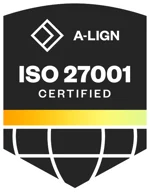 A-LIGN
ISO 27001
CERTIFIED